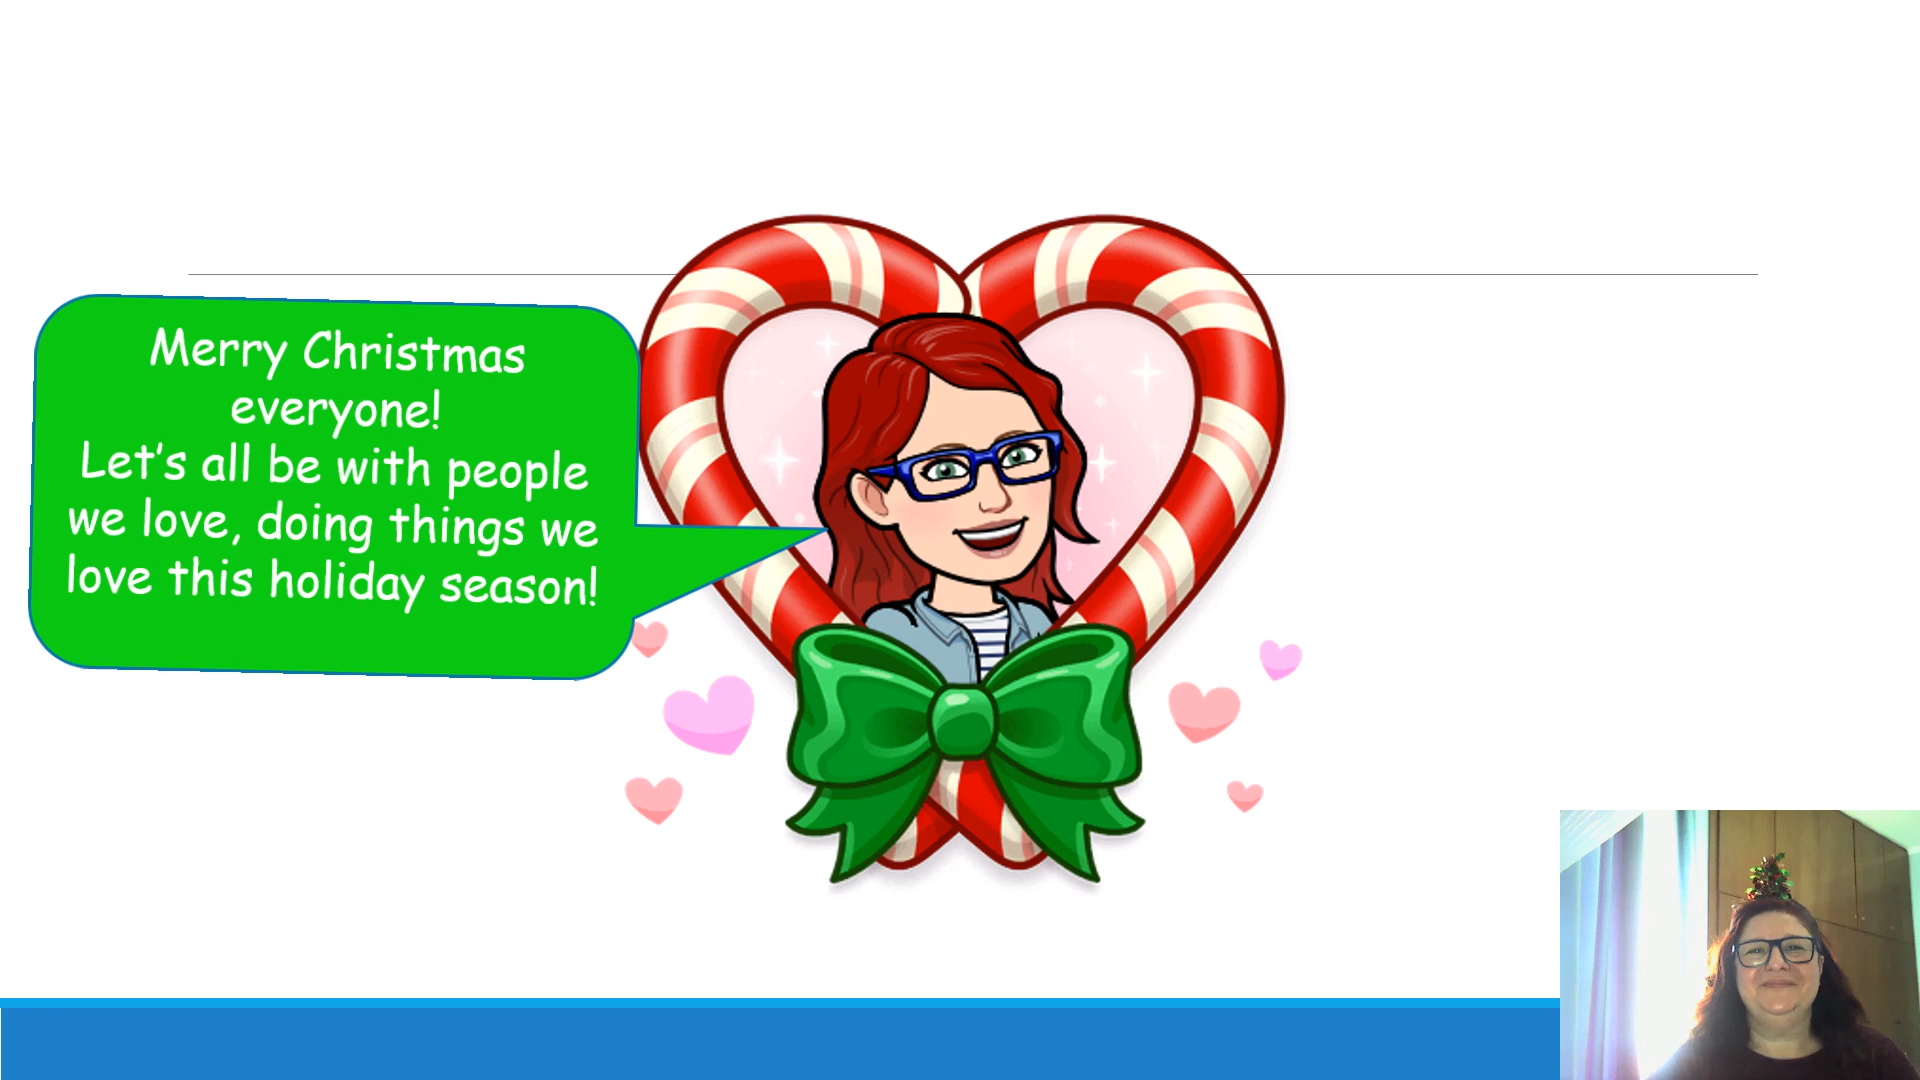 Merry Christmas
everyone!
Let's all be with people
we love, doing things we
love this holiday season!